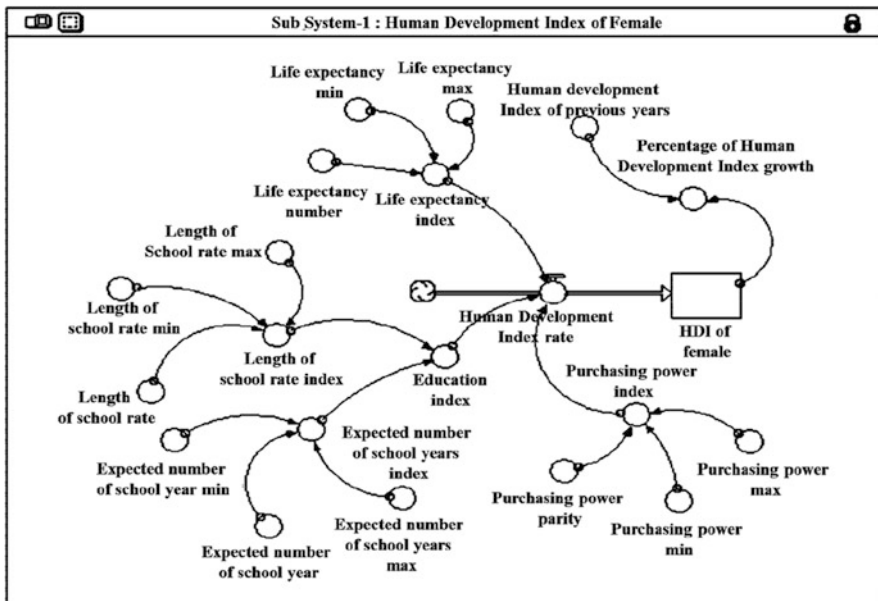 Sub System-1 : Human Development Index of Female
Life expectancy
min
Life expectancy
max
Human development
Index of previous years
Percentage of Human
Development Index growth
Life expectancy
number
Life expectancy
index
Length of
School rate max
Length of
school rate min
Human Development
Index rate
HDI of
female
Length of
school rate index
Education
index
Purchasing power
index
Length
of school rate
Expected number
of school years
index
Expected number
of school year min
Purchasing power
max
Purchasing power
parity
Purchasing power
min
Expected number
of school year
Expected number
of school years
max